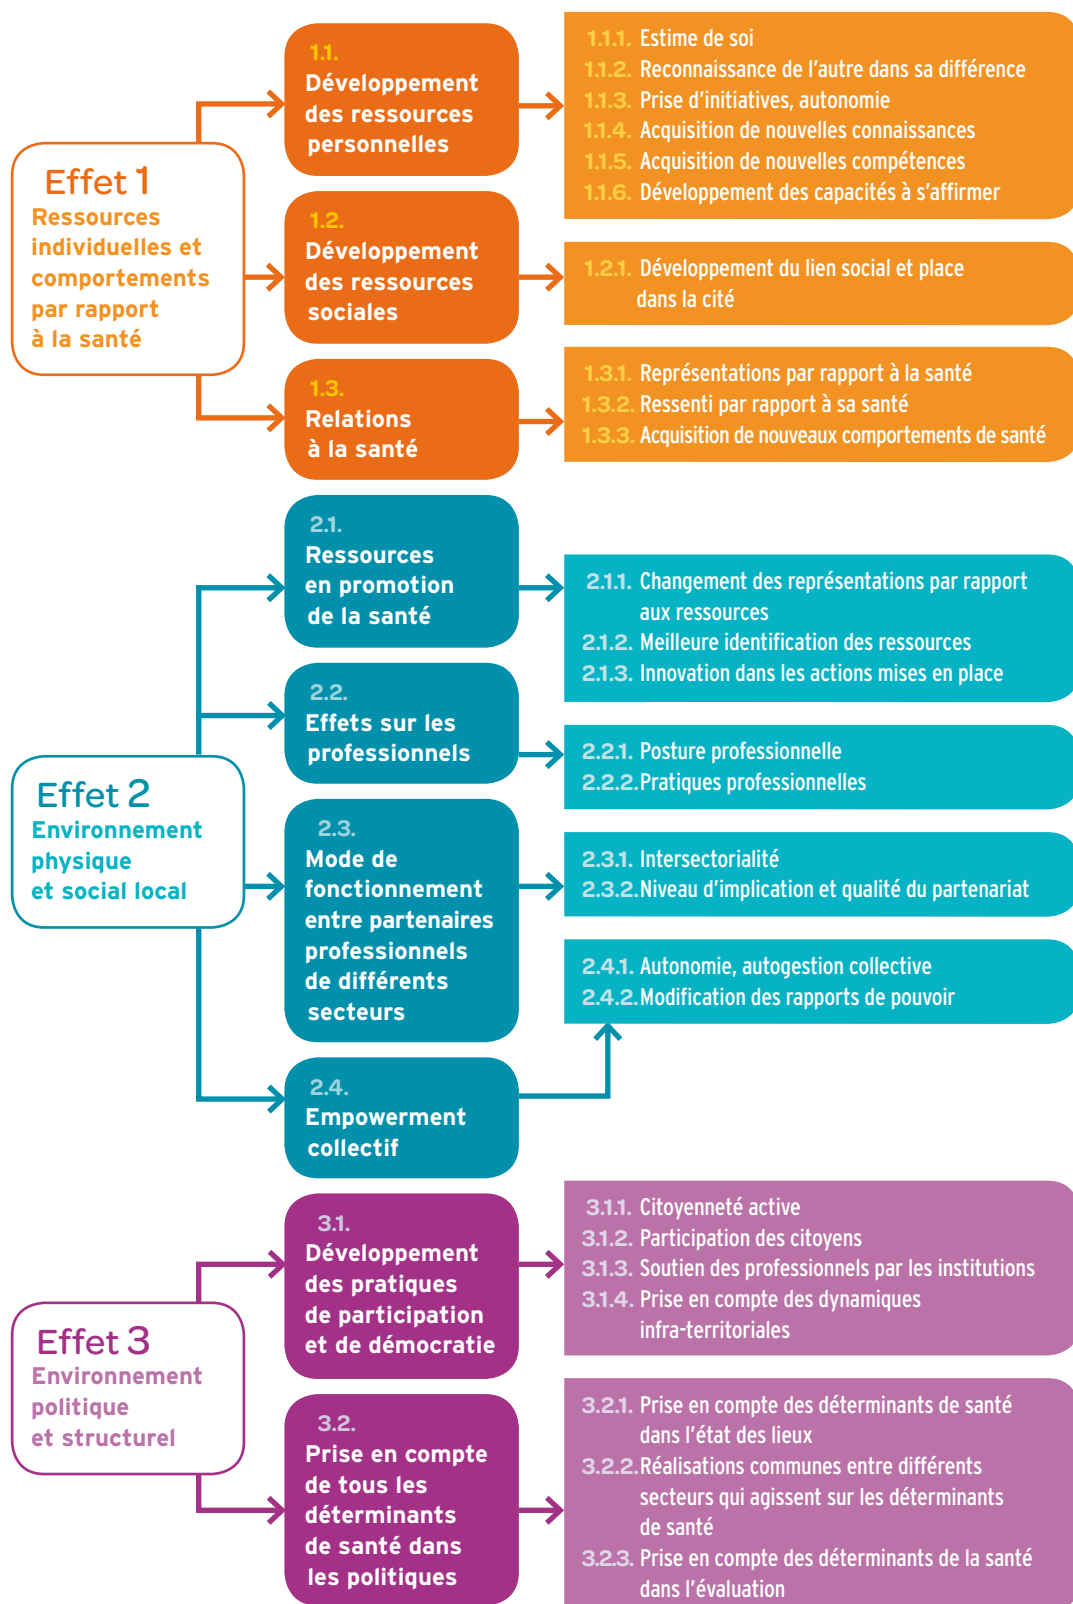 Effet 1
Ressources
individuelles et
comportements
par rapport
à la santé
1.1.
Développement
des ressources
personnelles
1.1.1. Estime de soi
1.1.2. Reconnaissance de l'autre dans sa différence
1.1.3. Prise d'initiatives, autonomie
1.1.4. Acquisition de nouvelles connaissances
1.1.5. Acquisition de nouvelles compétences
1.1.6. Développement des capacités à s'affirmer
1.2.
Développement
des ressources
sociales
1.2.1. Développement du lien social et place
dans la cité
1.3.
Relations
à la santé
1.3.1. Représentations par rapport à la santé
1.3.2. Ressenti par rapport à sa santé
1.3.3. Acquisition de nouveaux comportements de santé
Effet 2
Environnement
physique
et social local
2.1.
Ressources
en promotion
de la santé
2.1.1. Changement des représentations par rapport
aux ressources
2.1.2. Meilleure identification des ressources
2.1.3. Innovation dans les actions mises en place
2.2.
Effets sur les
professionnels
2.2.1. Posture professionnelle
2.2.2. Pratiques professionnelles
2.3.
Mode de
fonctionnement
entre partenaires
professionnels
de différents
secteurs
2.3.1. Intersectorialité
2.3.2. Niveau d'implication et qualité du partenariat
2.4.
Empowerment
collectif
2.4.1. Autonomie, autogestion collective
2.4.2. Modification des rapports de pouvoir
Effet 3
Environnement
politique
et structurel
3.1.
Développement
des pratiques
de participation
et de démocratie
3.1.1. Citoyenneté active
3.1.2. Participation des citoyens
3.1.3. Soutien des professionnels par les institutions
3.1.4. Prise en compte des dynamiques
infra-territoriales
3.2.
Prise en compte
de tous les
déterminants
de santé dans
les politiques
3.2.1. Prise en compte des déterminants de santé
dans l'état des lieux
3.2.2. Réalisations communes entre différents
secteurs qui agissent sur les déterminants
de santé
3.2.3. Prise en compte des déterminants de la santé
dans l'évaluation